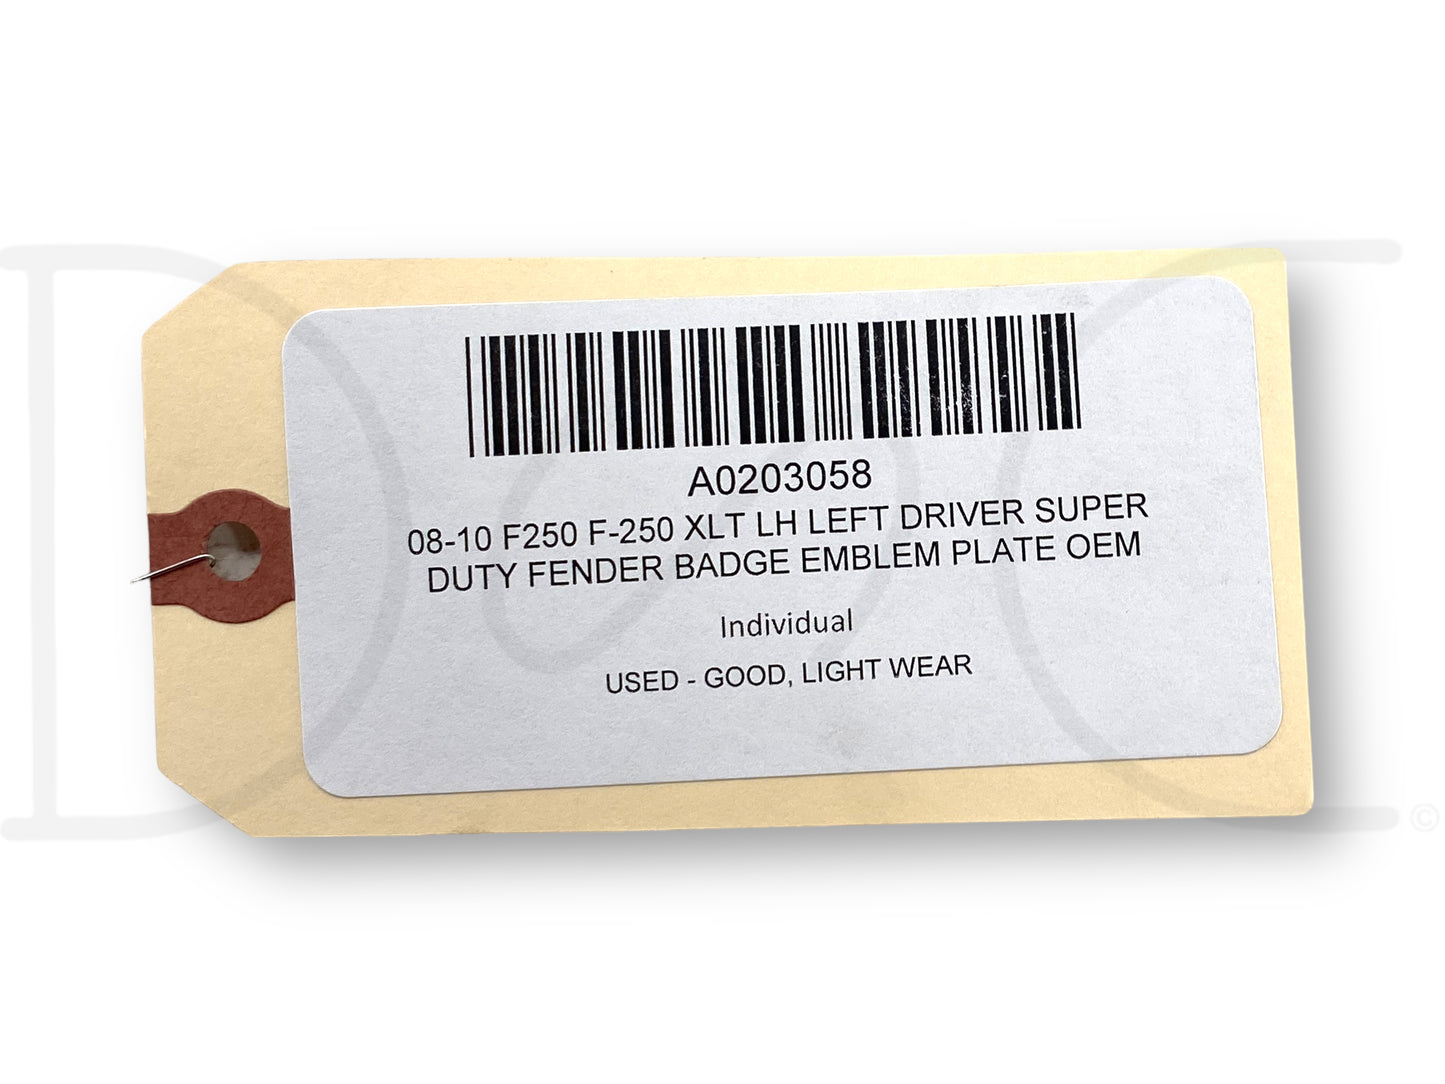 A0203058
08-10 F250 F-250 XLT LH LEFT DRIVER SUPER
DUTY FENDER BADGE EMBLEM PLATE OEM
Individual
USED - GOOD, LIGHT WEAR
D
C
©